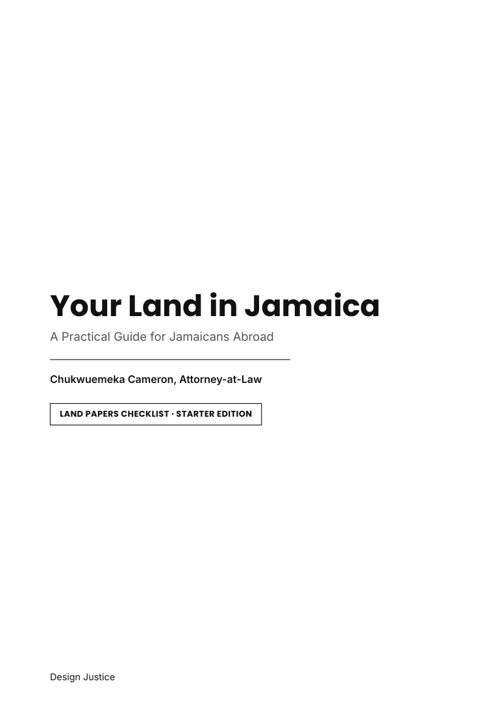 Your Land in Jamaica
A Practical Guide for Jamaicans Abroad
Chukwuemeka Cameron, Attorney-at-Law
LAND PAPERS CHECKLIST · STARTER EDITION
Design Justice